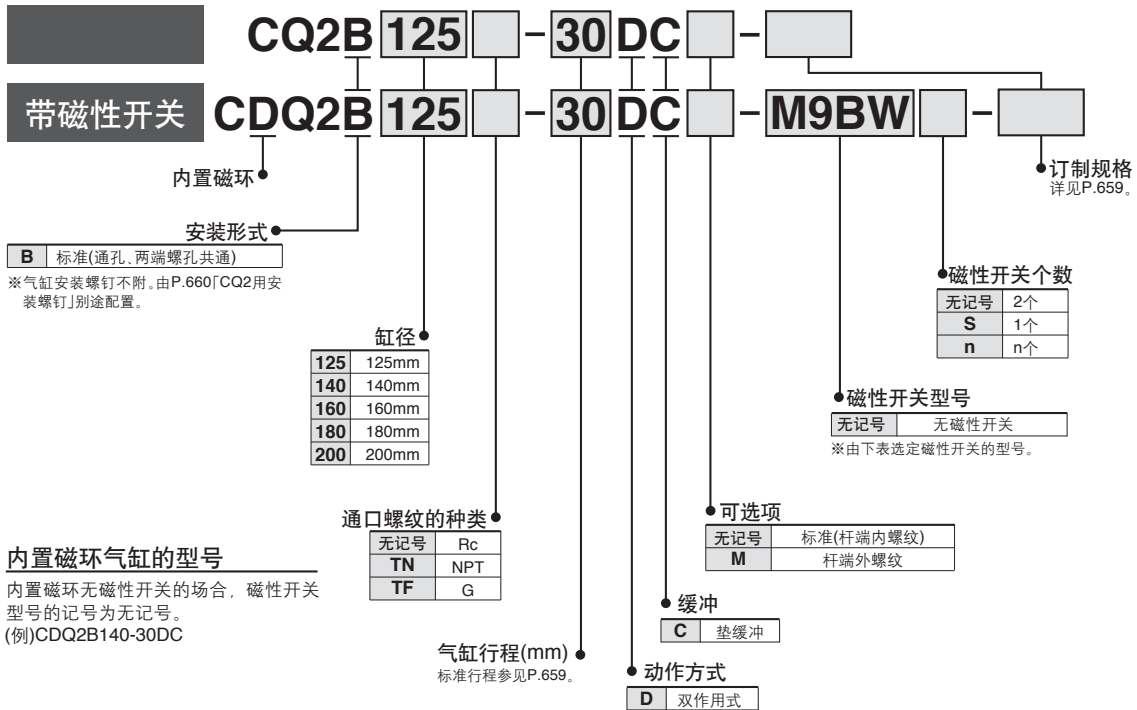 CQ2B 125 - 30 DC -
带磁性开关 CDQ2B 125 - 30 DC - M9BW -
内置磁环
订制规格
详见P.659。
安装形式
B 标准(通孔、两端螺孔共通)
※气缸安装螺钉不附。由P.660「CQ2用安
装螺钉」别途配置。
磁性开关个数
无记号 2个
S 1个
n n个
缸径
125 125mm
140 140mm
160 160mm
180 180mm
200 200mm
磁性开关型号
无记号 无磁性开关
※由下表选定磁性开关的型号。
通口螺纹的种类
无记号 Rc
TN NPT
TF G
可选项
无记号 标准(杆端内螺纹)
M 杆端外螺纹
内置磁环气缸的型号
内置磁环无磁性开关的场合，磁性开关
型号的记号为无记号。
(例)CDQ2B140-30DC
缓冲
C 垫缓冲
气缸行程(mm)
标准行程参见P.659。
动作方式
D 双作用式